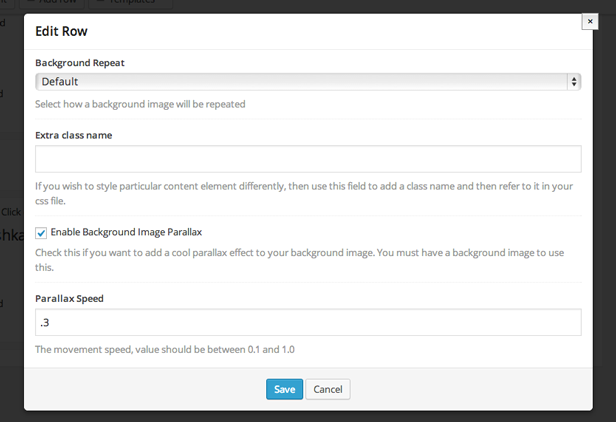 Add row
Templates
Edit Row
×
Background Repeat
Default
Select how a background image will be repeated
Extra class name
If you wish to style particular content element differently, then use this field to add a class name and then refer to it in your
css file.
Click
Enable Background Image Parallax
Check this if you want to add a cool parallax effect to your background image. You must have a background image to use
this.
Parallax Speed
.3
The movement speed, value should be between 0.1 and 1.0
Save
Cancel